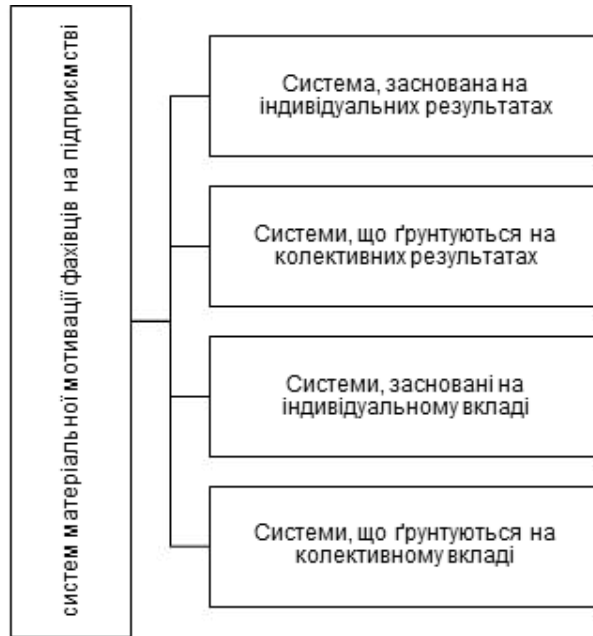 систем матеріальної мотивації фахівців на підприємстві
Система, заснована на
індивідуальних результатах
Системи, що ґрунтуються на
колективних результатах
Системи, засновані на
індивідуальному вкладі
Системи, що ґрунтуються на
колективному вкладі